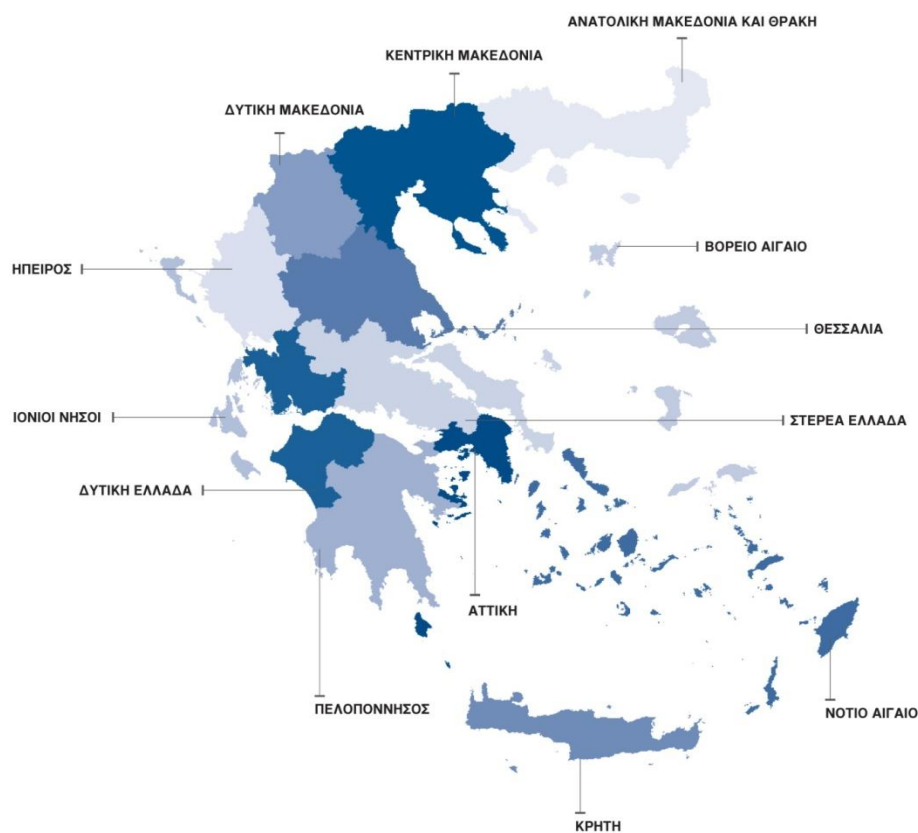 ΑΝΑΤΟΛΙΚΗ ΜΑΚΕΔΟΝΙΑ ΚΑΙ ΘΡΑΚΗ
ΚΕΝΤΡΙΚΗ ΜΑΚΕΔΟΝΙΑ
ΔΥΤΙΚΗ ΜΑΚΕΔΟΝΙΑ
ΒΟΡΕΙΟ ΑΙΓΑΙΟ
ΗΠΕΙΡΟΣ
ΘΕΣΣΑΛΙΑ
ΙΟΝΙΟΙ ΝΗΣΟΙ
ΣΤΕΡΕΑ ΕΛΛΑΔΑ
ΔΥΤΙΚΗ ΕΛΛΑΔΑ
ΑΤΤΙΚΗ
ΠΕΛΟΠΟΝΝΗΣΟΣ
ΝΟΤΙΟ ΑΙΓΑΙΟ
ΚΡΗΤΗ